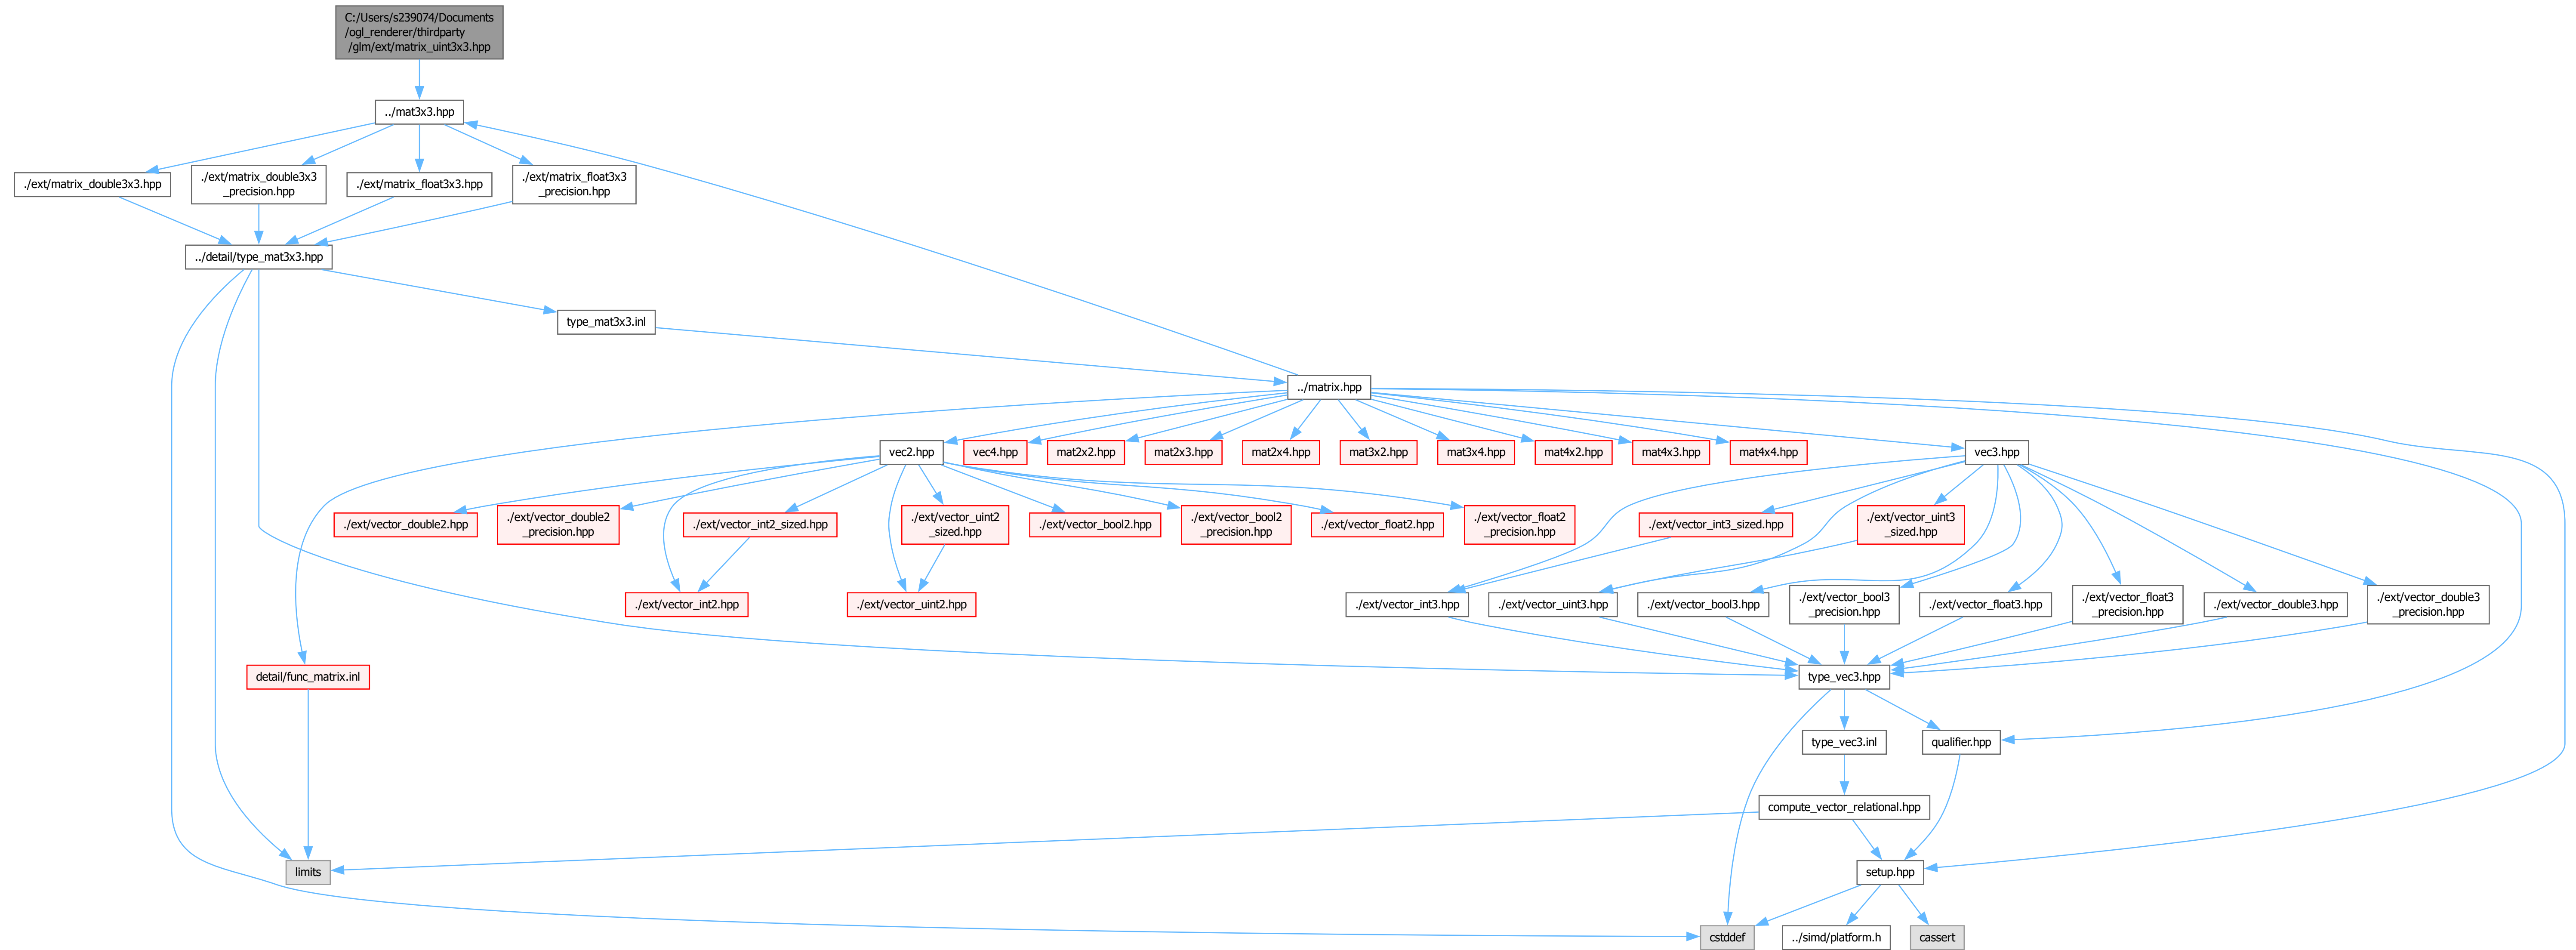 C:/Users/s239074/Documents
/ogl_renderer/thirdparty
/glm/ext/matrix_uint3x3.hpp
../mat3x3.hpp
./ext/matrix_double3x3.hpp
./ext/matrix_double3x3
_precision.hpp
./ext/matrix_float3x3.hpp
./ext/matrix_float3x3
_precision.hpp
../detail/type_mat3x3.hpp
type_mat3x3.inl
../matrix.hpp
vec2.hpp
vec4.hpp
mat2x2.hpp
mat2x3.hpp
mat2x4.hpp
mat3x2.hpp
mat3x4.hpp
mat4x2.hpp
mat4x3.hpp
mat4x4.hpp
vec3.hpp
./ext/vector_double2.hpp
./ext/vector_double2
_precision.hpp
./ext/vector_int2_sized.hpp
./ext/vector_uint2
_sized.hpp
./ext/vector_bool2.hpp
./ext/vector_bool2
_precision.hpp
./ext/vector_float2.hpp
./ext/vector_float2
_precision.hpp
./ext/vector_int3_sized.hpp
./ext/vector_uint3
_sized.hpp
./ext/vector_int2.hpp
./ext/vector_uint2.hpp
./ext/vector_int3.hpp
./ext/vector_uint3.hpp
./ext/vector_bool3.hpp
./ext/vector_bool3
_precision.hpp
./ext/vector_float3.hpp
./ext/vector_float3
_precision.hpp
./ext/vector_double3.hpp
./ext/vector_double3
_precision.hpp
detail/func_matrix.inl
type_vec3.hpp
type_vec3.inl
qualifier.hpp
compute_vector_relational.hpp
limits
setup.hpp
cstddef
../simd/platform.h
cassert